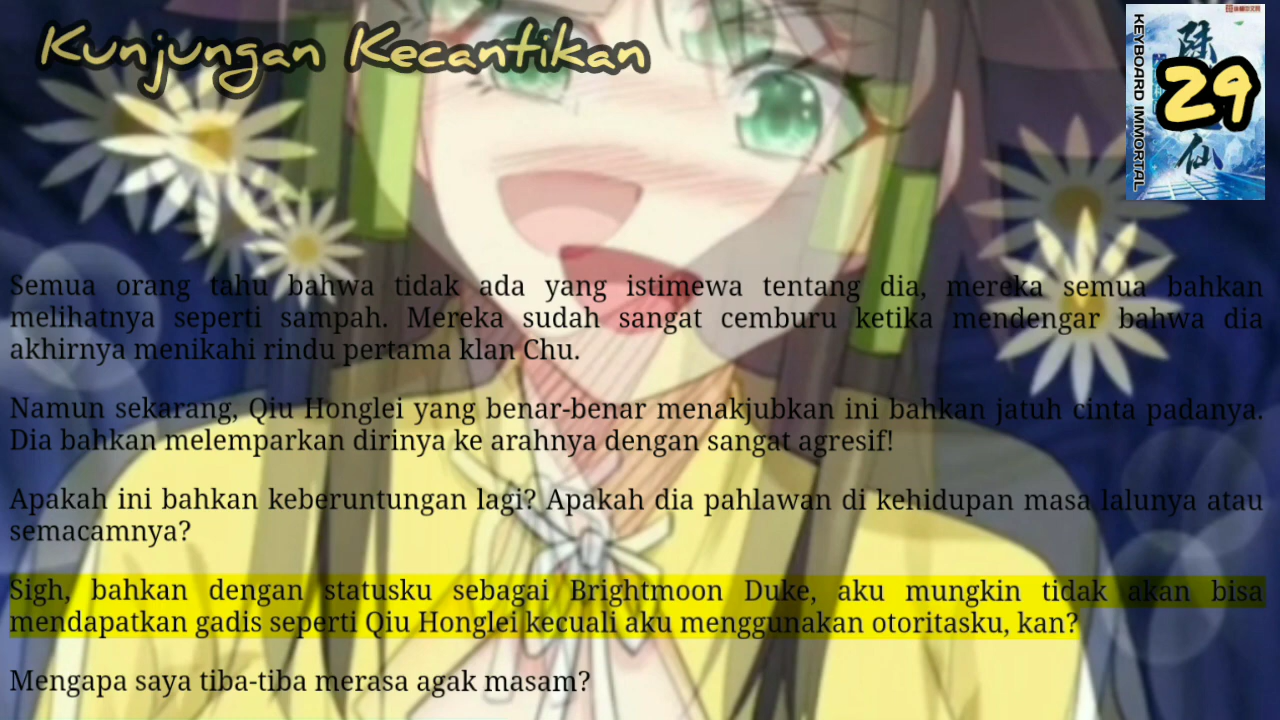 Kunjungan Kecantikan
KEYBOARD IMMORTAL
29
Semua orang tahu bahwa tidak ada yang istimewa tentang dia, mereka semua bahkan
melihatnya seperti sampah. Mereka sudah sangat cemburu ketika mendengar bahwa dia
akhirnya menikahi rindu pertama klan Chu.
Namun sekarang, Qiu Honglei yang benar-benar menakjubkan ini bahkan jatuh cinta padanya.
Dia bahkan melemparkan dirinya ke arahnya dengan sangat agresif!
Apakah ini bahkan keberuntungan lagi? Apakah dia pahlawan di kehidupan masa lalunya atau
semacamnya?
Sigh, bahkan dengan statusku sebagai Brightmoon Duke, aku mungkin tidak akan bisa
mendapatkan gadis seperti Qiu Honglei kecuali aku menggunakan otoritasku, kan?
Mengapa saya tiba-tiba merasa agak masam?